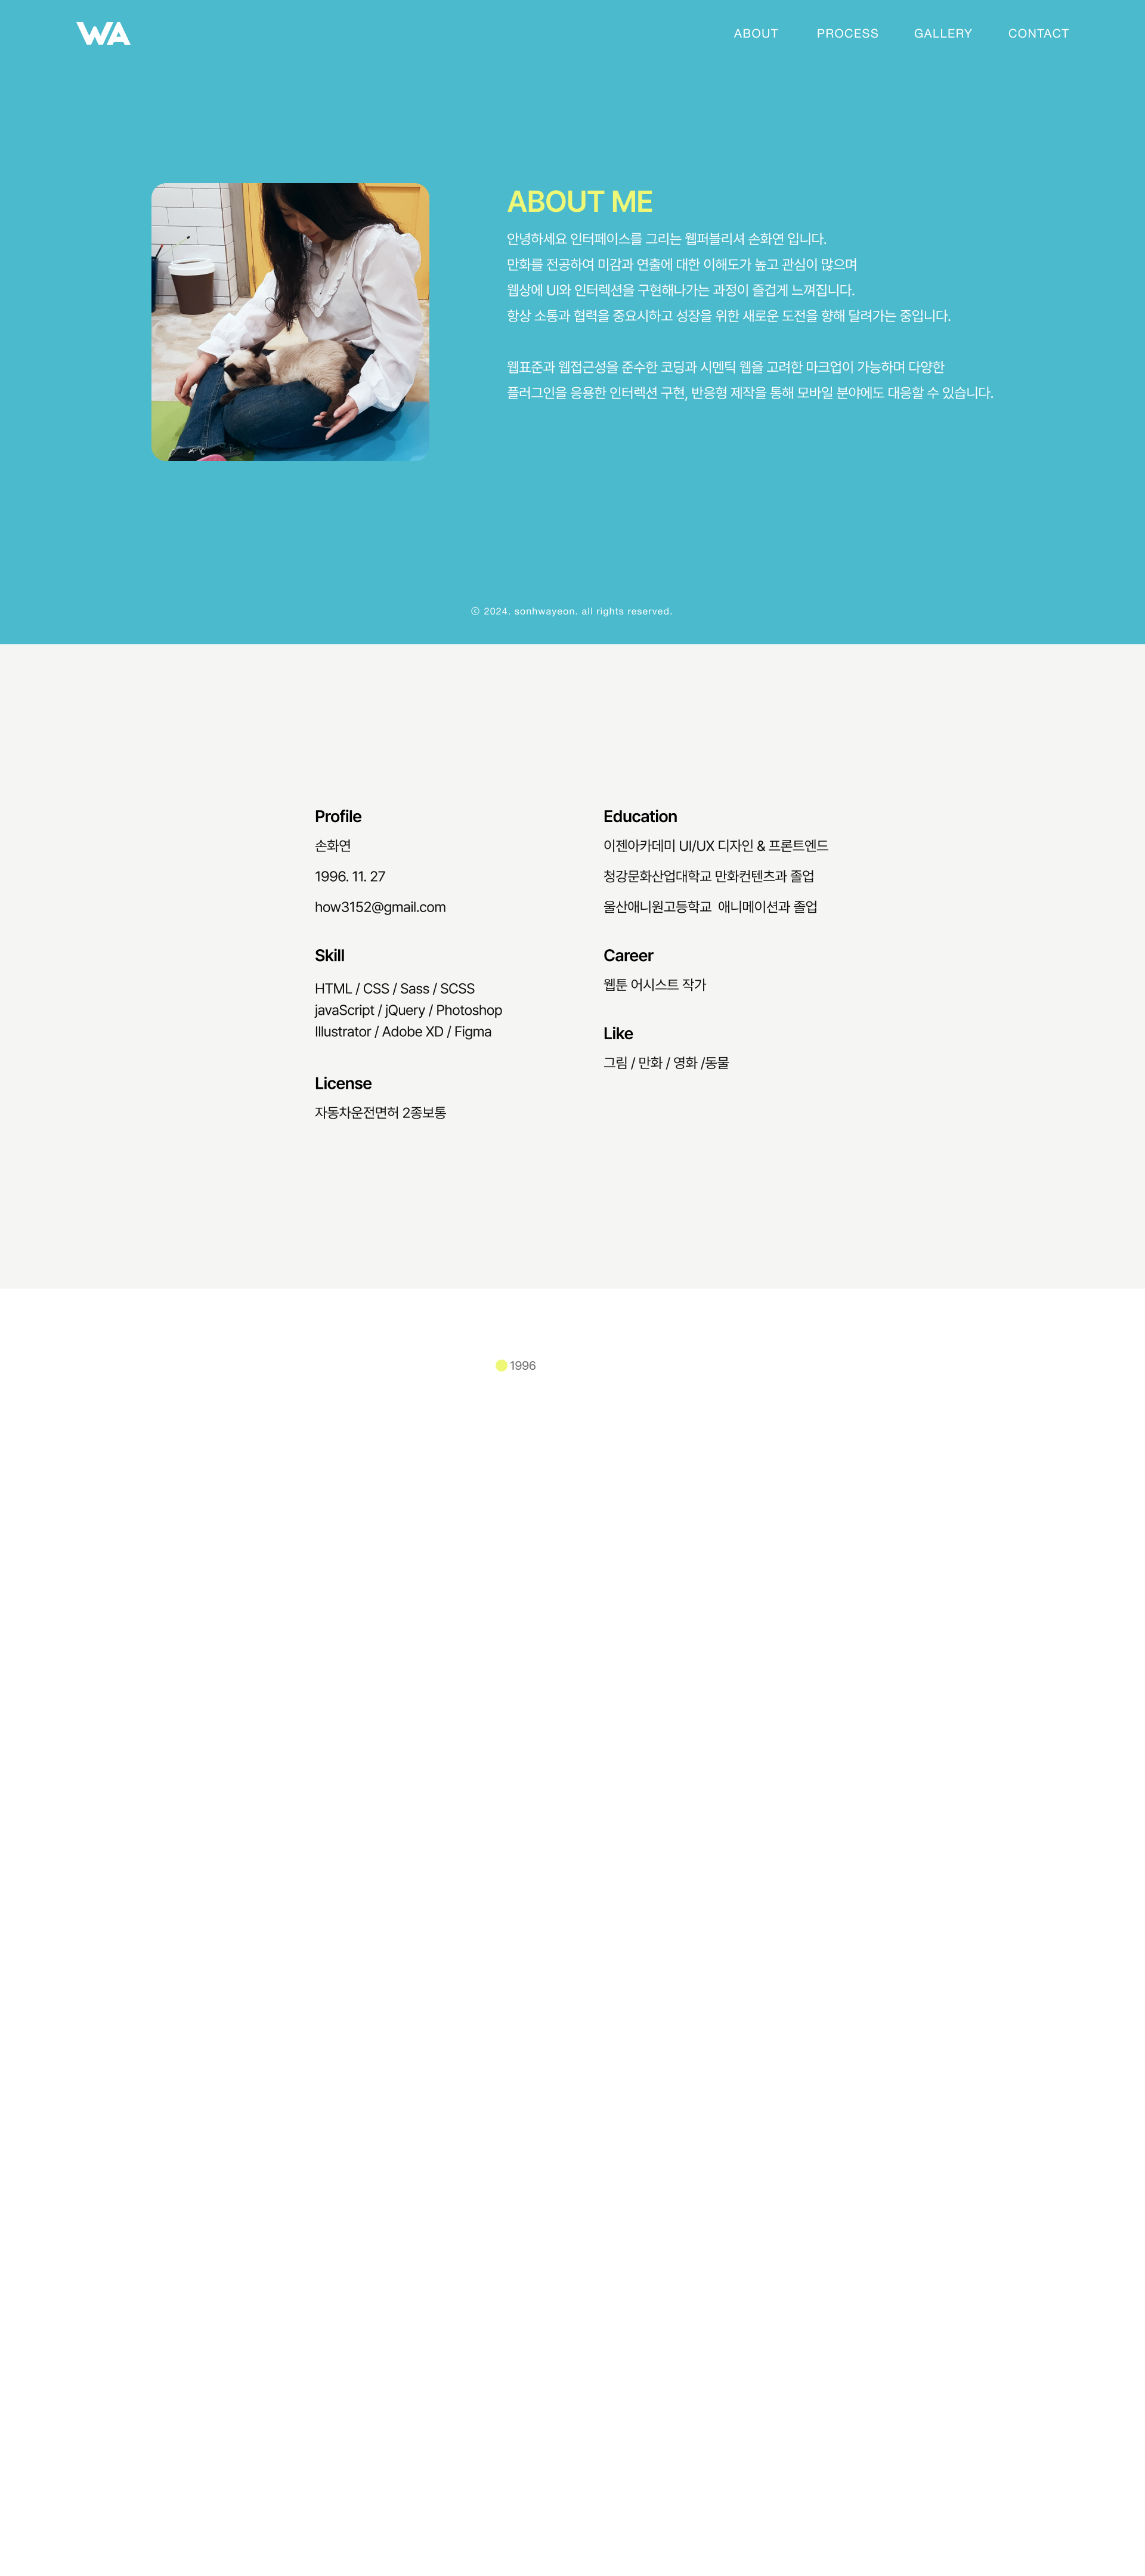 WA
ABOUT PROCESS GALLERY CONTACT
ABOUT ME
안녕하세요 인터페이스를 그리는 웹퍼블리셔 손화연 입니다.
만화를 전공하여 미감과 연출에 대한 이해도가 높고 관심이 많으며
웹상에 UI와 인터렉션을 구현해나가는 과정이 즐겁게 느껴집니다.
항상 소통과 협력을 중요시하고 성장을 위한 새로운 도전을 향해 달려가는 중입니다.
웹표준과 웹접근성을 준수한 코딩과 시멘틱 웹을 고려한 마크업이 가능하며 다양한
플러그인을 응용한 인터렉션 구현, 반응형 제작을 통해 모바일 분야에도 대응할 수 있습니다.
ⓒ 2024. sonhwayeon. all rights reserved.
Profile
손화연
1996. 11. 27
how3152@gmail.com
Skill
HTML / CSS / Sass / SCSS
javaScript / jQuery / Photoshop
Illustrator / Adobe XD / Figma
License
자동차운전면허 2종보통
Education
이젠아카데미 UI/UX 디자인 & 프론트엔드
청강문화산업대학교 만화컨텐츠과 졸업
울산애니원고등학교 애니메이션과 졸업
Career
웹툰 어시스트 작가
Like
그림 / 만화 / 영화 /동물
1996